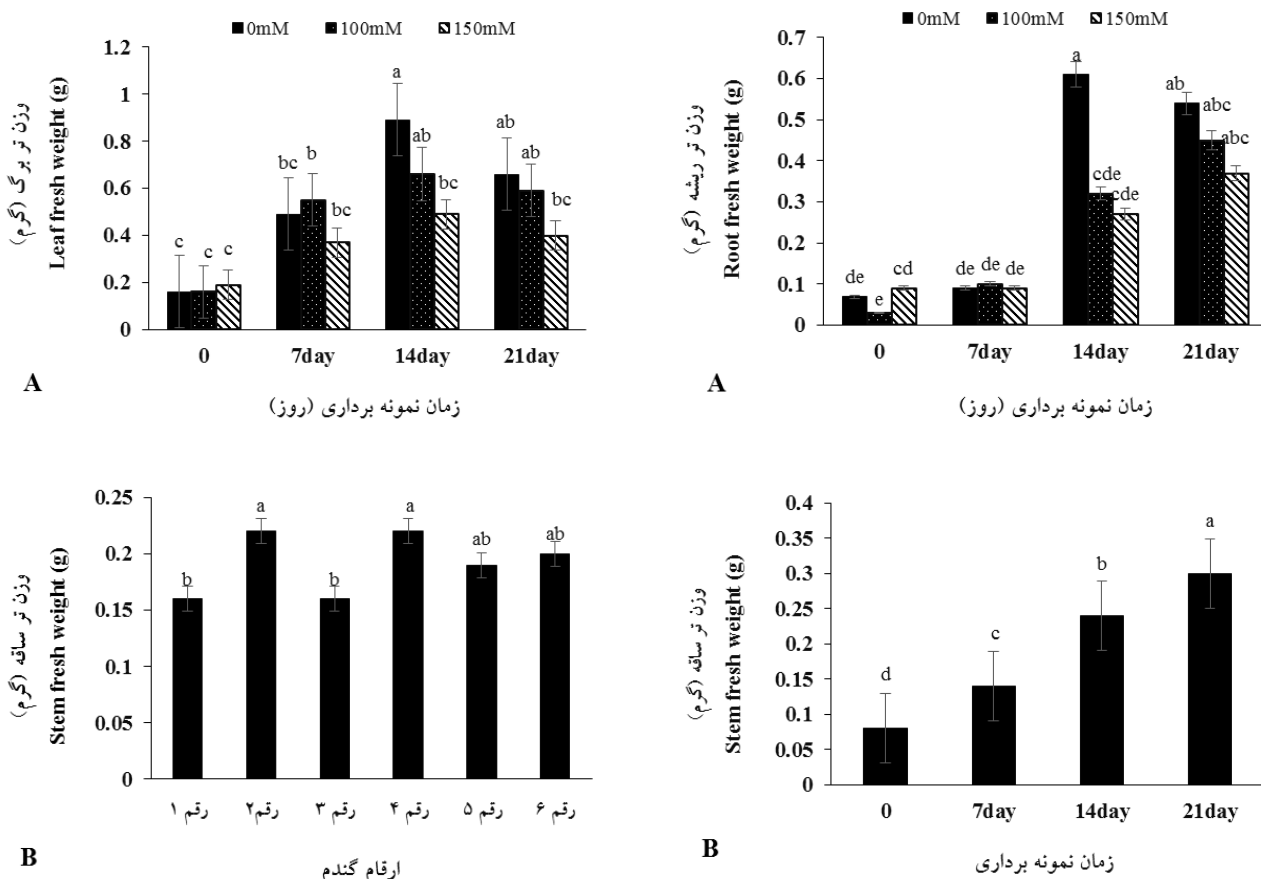 0mM 100mM 150mM
وزن تر برگ (گرم)
Leaf fresh weight (g)
1.2
1
0.8
0.6
0.4
0.2
0
c c c
bc b bc
a ab bc
ab ab bc
0 7day 14day 21day
A
زمان نمونه برداری (روز)
0mM 100mM 150mM
وزن تر ریشه (گرم)
Root fresh weight (g)
0.7
0.6
0.5
0.4
0.3
0.2
0.1
0
de e cd
de de de
a cde cde
ab abc abc
0 7day 14day 21day
A
زمان نمونه برداری (روز)
وزن تر ساقه (گرم)
Stem fresh weight (g)
0.25
0.2
0.15
0.1
0.05
0
b a b a ab ab
رقم ۱ رقم۲ رقم ۳ رقم ۴ رقم ۵ رقم ۶
B
ارقام گندم
وزن تر ساقه (گرم)
Stem fresh weight (g)
0.4
0.35
0.3
0.25
0.2
0.15
0.1
0.05
0
d c b a
0 7day 14day 21day
B
زمان نمونه برداری